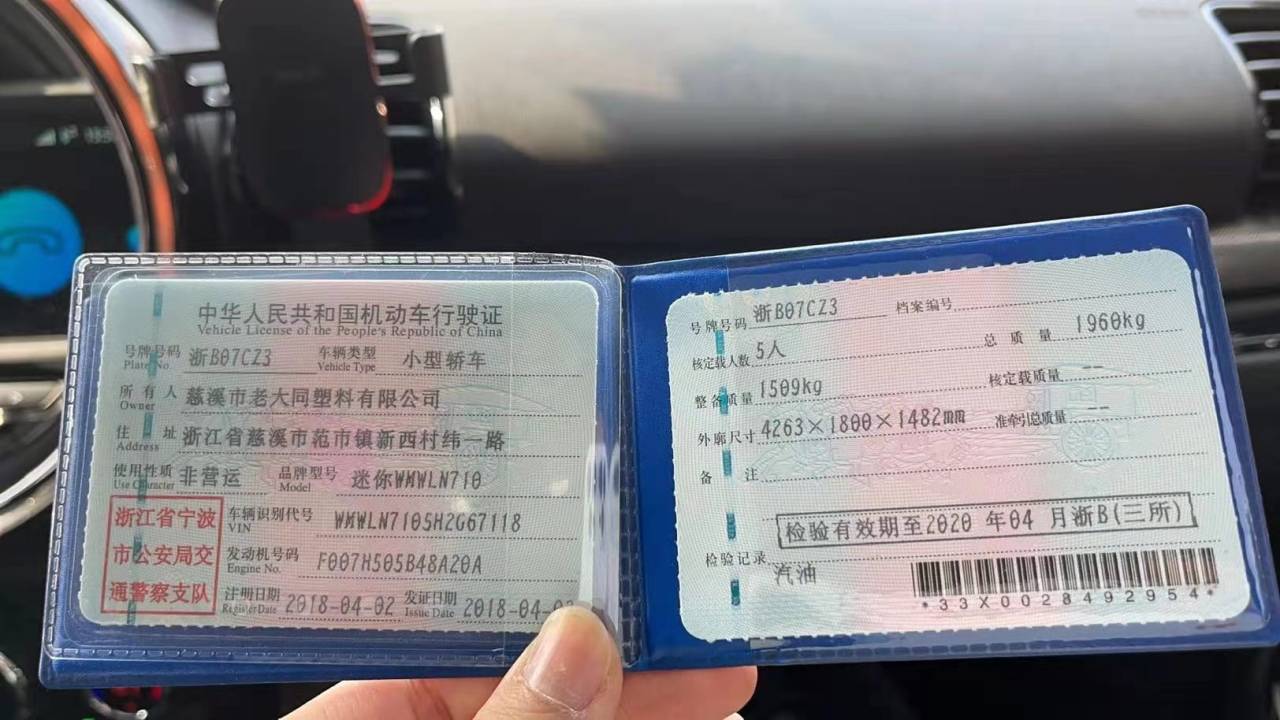 中华人民共和国机动车行驶证
Vehicle License of the People's Republic of China
号牌号码 浙B07CZ3 车辆类型 小型轿车
Plate No. Vehicle Type
所有人 慈溪市老大同塑料有限公司
Owner
住址 浙江省慈溪市范市镇新西村纬一路
Address
使用性质 非营运 品牌型号 迷你WMWLN710
Use Character Model
浙江省宁波
市公安局交
通警察支队
车辆识别代号 WMWLN7105H2G67118
VIN
发动机号码 F007H505B48A20A
Engine No.
注册日期 2018-04-02 发证日期 2018-04-
Register Date Issue Date
号牌号码 浙B07CZ3 档案编号
核定载人数 5人 总质量 1960kg
整备质量 1509kg 核定载质量 --
外廓尺寸 4263×1800×1482mm 准牵引总质量 --
备注
检验有效期至2020 年04 月浙B(三所)
检验记录
汽油
*33X0028492954*